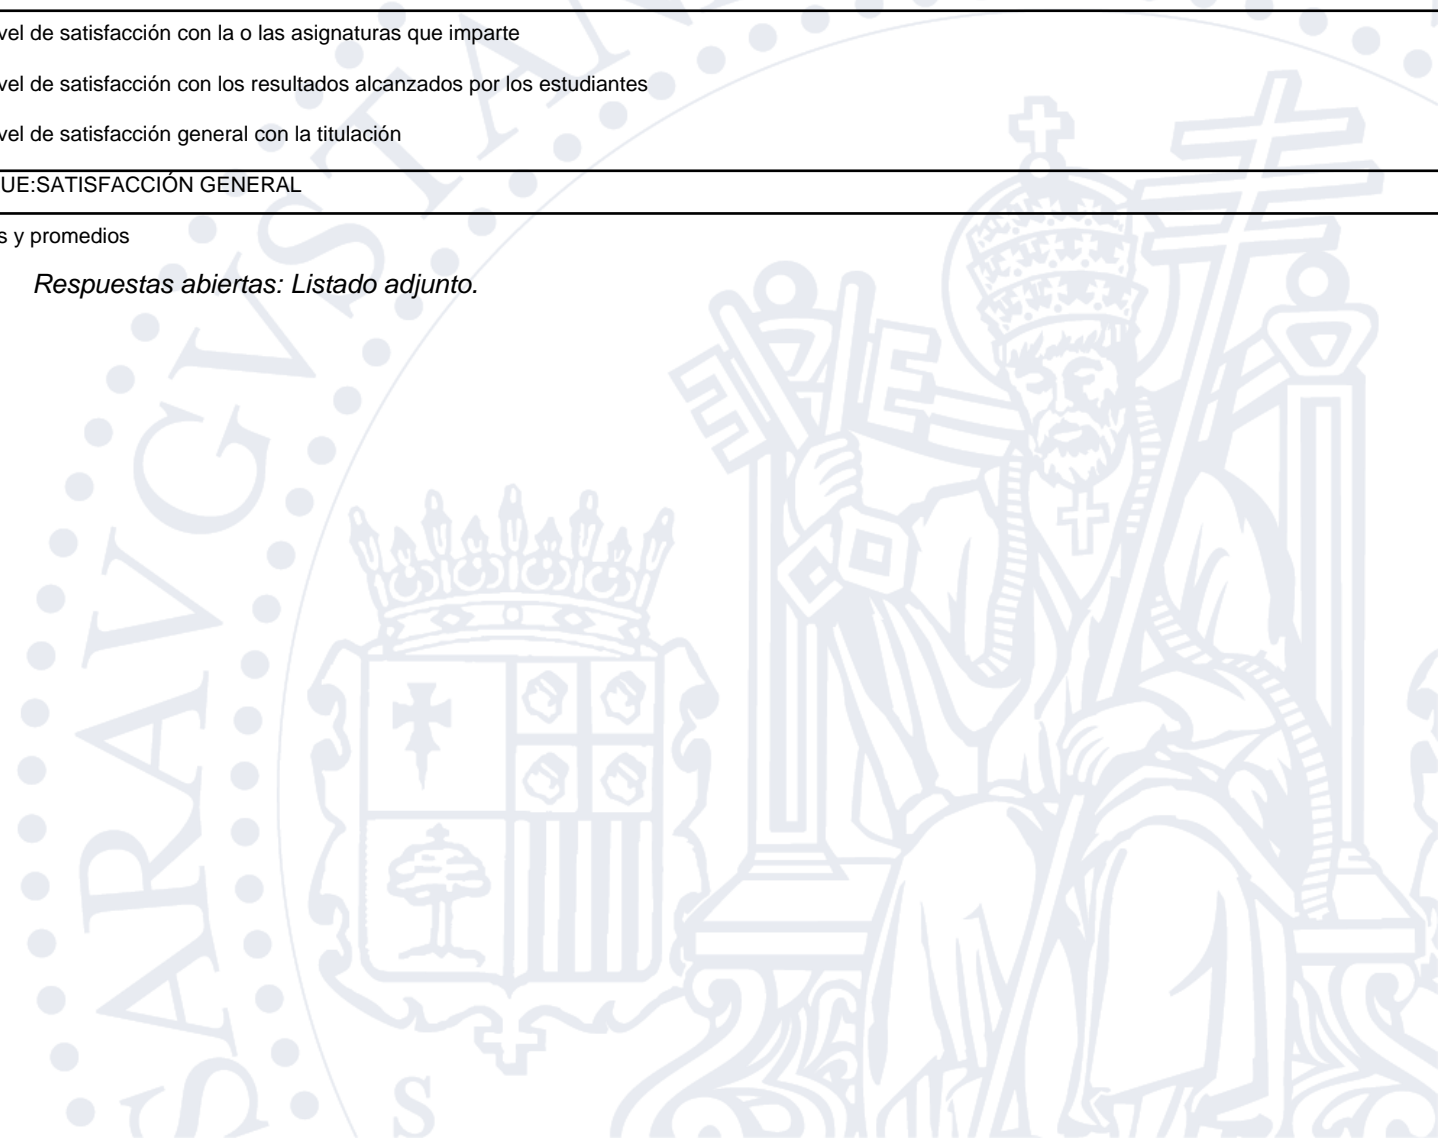 vel de satisfacción con la o las asignaturas que imparte
vel de satisfacción con los resultados alcanzados por los estudiantes
vel de satisfacción general con la titulación
UE:SATISFACCIÓN GENERAL
s y promedios
Respuestas abiertas: Listado adjunto.
SARAVGVSTAN
S